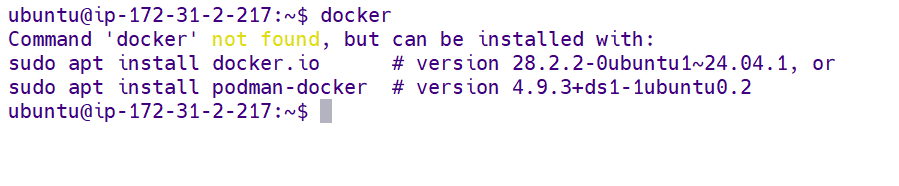 ubuntu@ip-172-31-2-217:~$ docker
Command 'docker' not found, but can be installed with:
sudo apt install docker.io      # version 28.2.2-0ubuntu1~24.04.1, or
sudo apt install podman-docker  # version 4.9.3+ds1-1ubuntu0.2
ubuntu@ip-172-31-2-217:~$